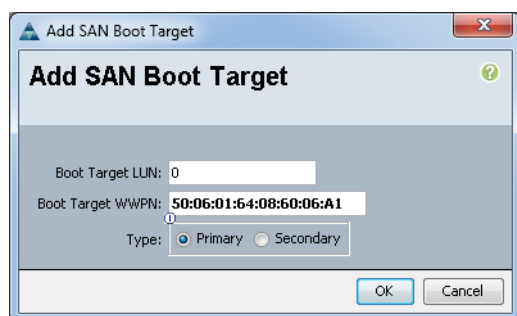 Add SAN Boot Target
Add SAN Boot Target
Boot Target LUN: 0
Boot Target WWPN: 50:06:01:64:08:60:06:A1
Type: Primary Secondary
OK Cancel